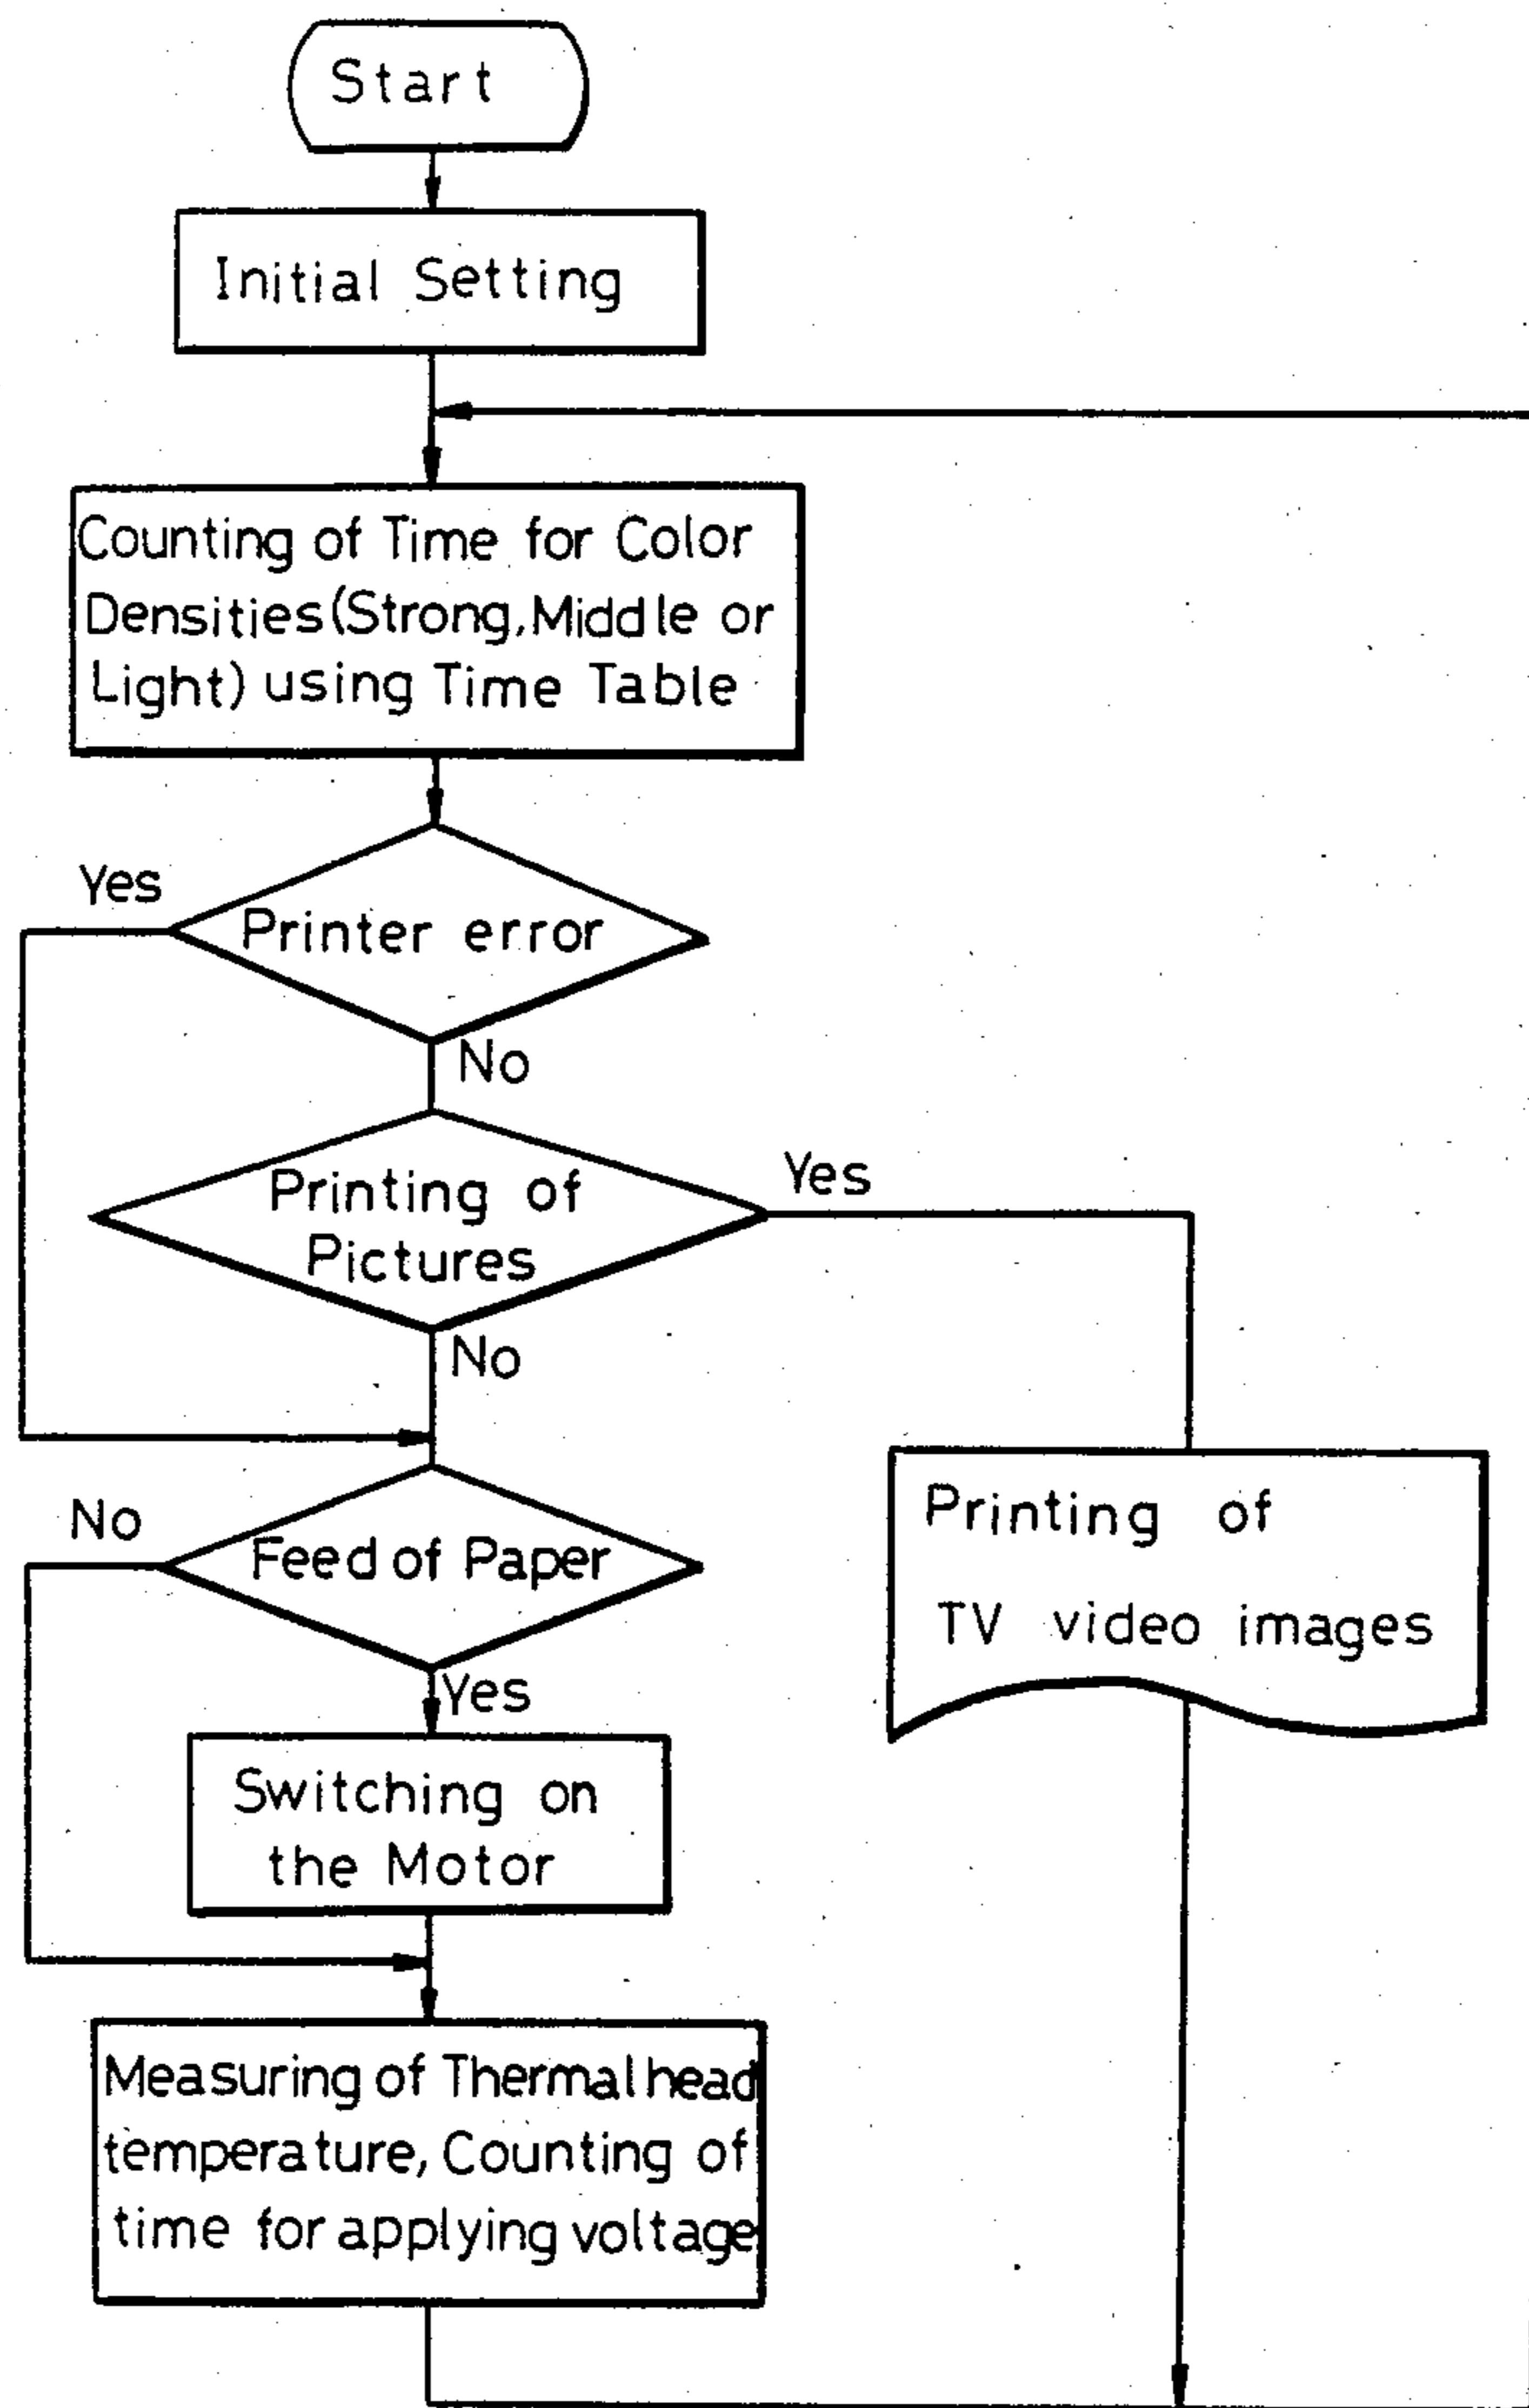 Start
Initial Setting
Counting of Time for Color
Densities(Strong,Middle or
Light) using Time Table
Yes
Printer error
No
Printing of
Pictures
Yes
No
No
Feed of Paper
Yes
Printing of
TV video images
Switching on
the Motor
Measuring of Thermal head
temperature, Counting of
time for applying voltage